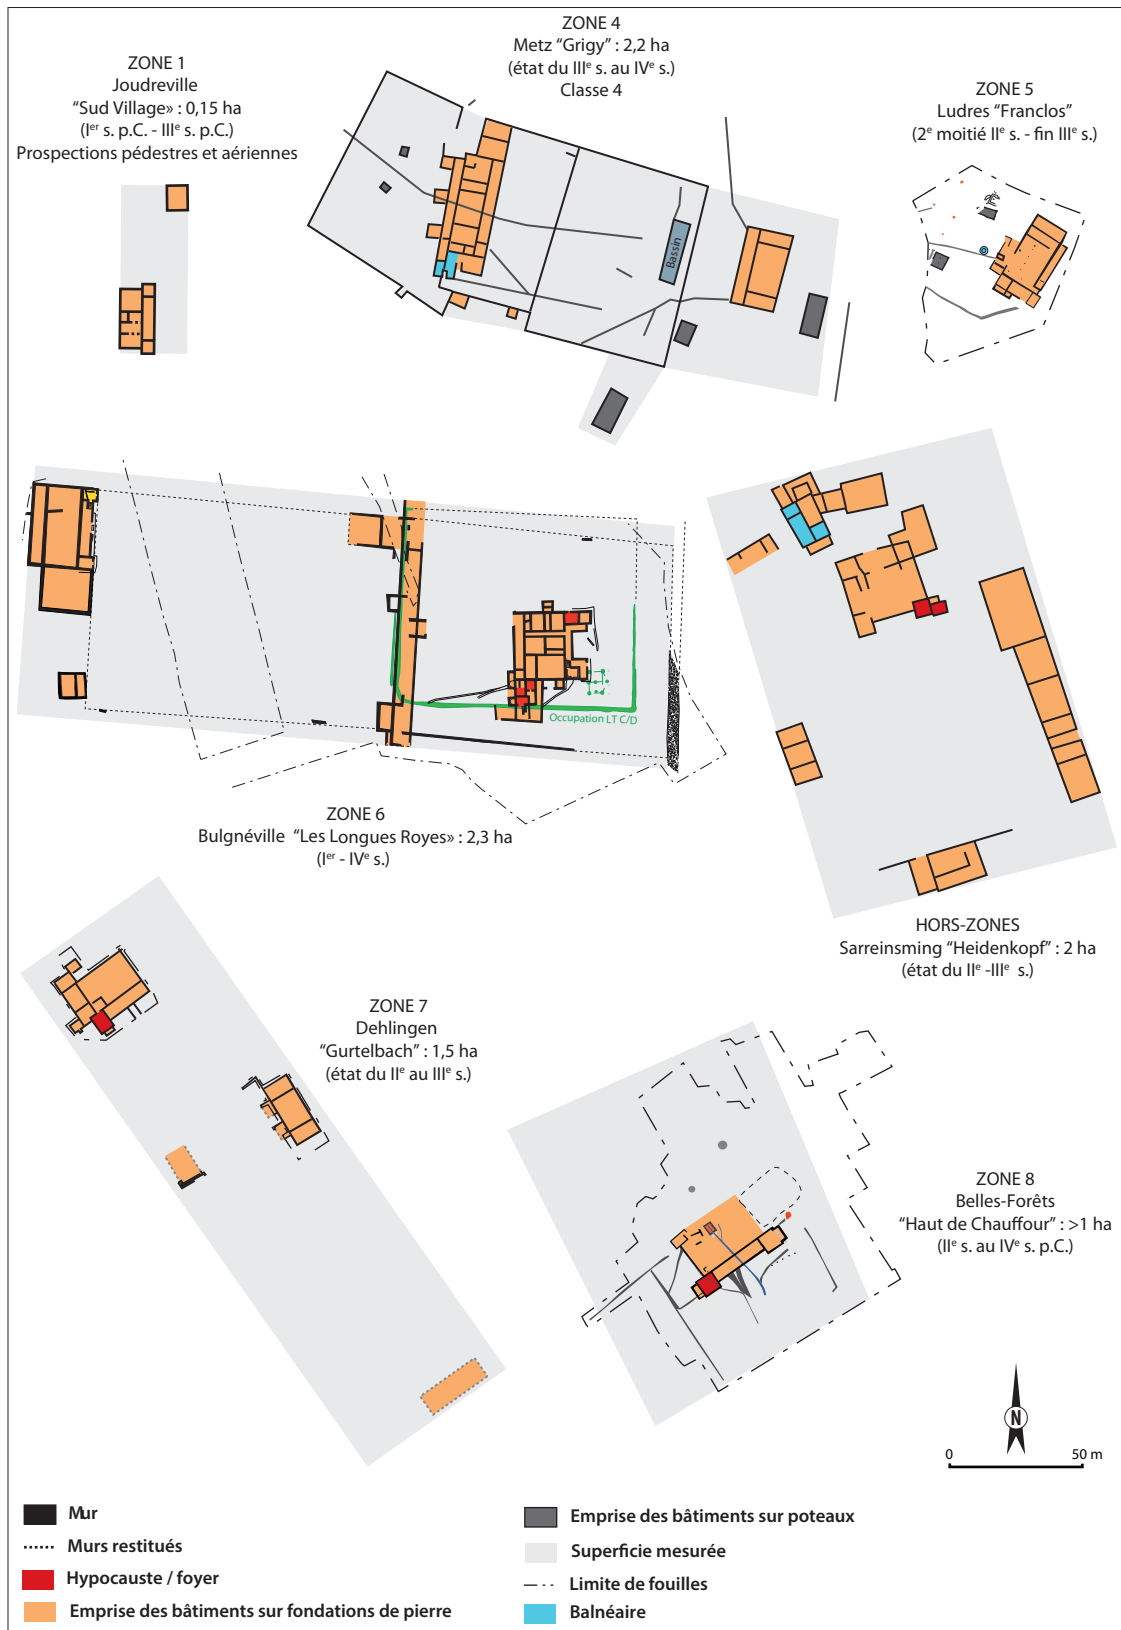 ZONE 1
Joudreville
“Sud Village» : 0,15 ha
(Ier s. p.C. - IIIe s. p.C.)
Prospections pédestres et aériennes
ZONE 4
Metz “Grigy” : 2,2 ha
(état du IIIe s. au IVe s.)
Classe 4
Bassin
ZONE 5
Ludres “Franclos”
(2e moitié IIe s. - fin IIIe s.)
Occupation LT C/D
ZONE 6
Bulgnéville “Les Longues Royes» : 2,3 ha
(Ier - IVe s.)
HORS-ZONES
Sarreinsming “Heidenkopf” : 2 ha
(état du IIe -IIIe s.)
ZONE 7
Dehlingen
“Gurtelbach” : 1,5 ha
(état du IIe au IIIe s.)
ZONE 8
Belles-Forêts
“Haut de Chauffour” : >1 ha
(IIe s. au IVe s. p.C.)
N
0 50 m
Mur
Murs restitués
Hypocauste / foyer
Emprise des bâtiments sur fondations de pierre
Emprise des bâtiments sur poteaux
Superficie mesurée
Limite de fouilles
Balnéaire